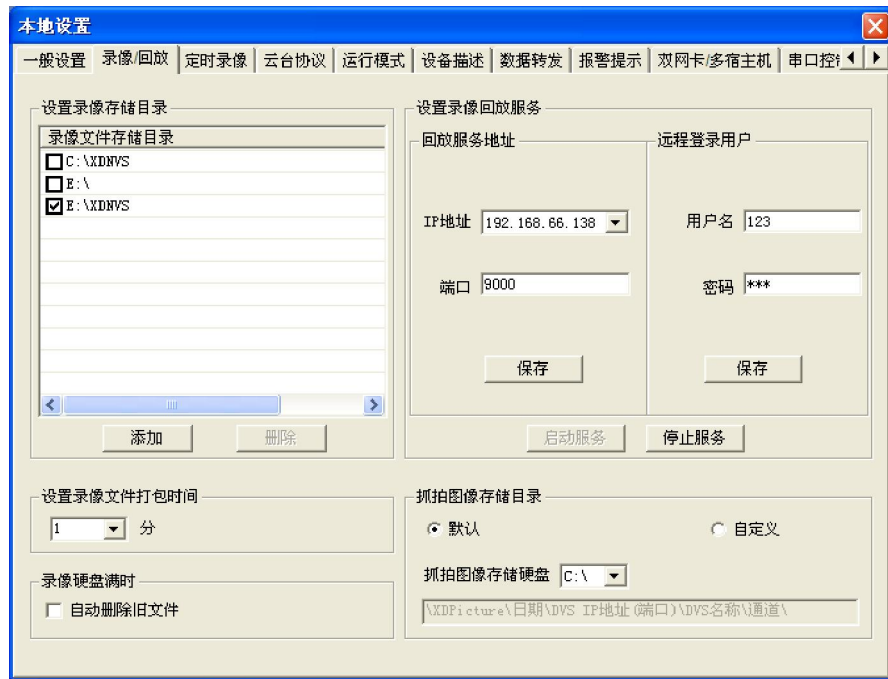 本地设置
一般设置 录像/回放 定时录像 云台协议 运行模式 设备描述 数据转发 报警提示 双网卡/多宿主机 串口控
设置录像存储目录
录像文件存储目录
C:\XDNVS
E:\
E:\XDNVS
添加 删除
设置录像回放服务
回放服务地址 远程登录用户
IP地址 192.168.66.138 用户名 123
端口 9000 密码 ***
保存 保存
启动服务 停止服务
设置录像文件打包时间
1 分
录像硬盘满时
自动删除旧文件
抓拍图像存储目录
默认 自定义
抓拍图像存储硬盘 C:\
\XDPicture\日期\DVS IP地址(端口)\DVS名称\通道\